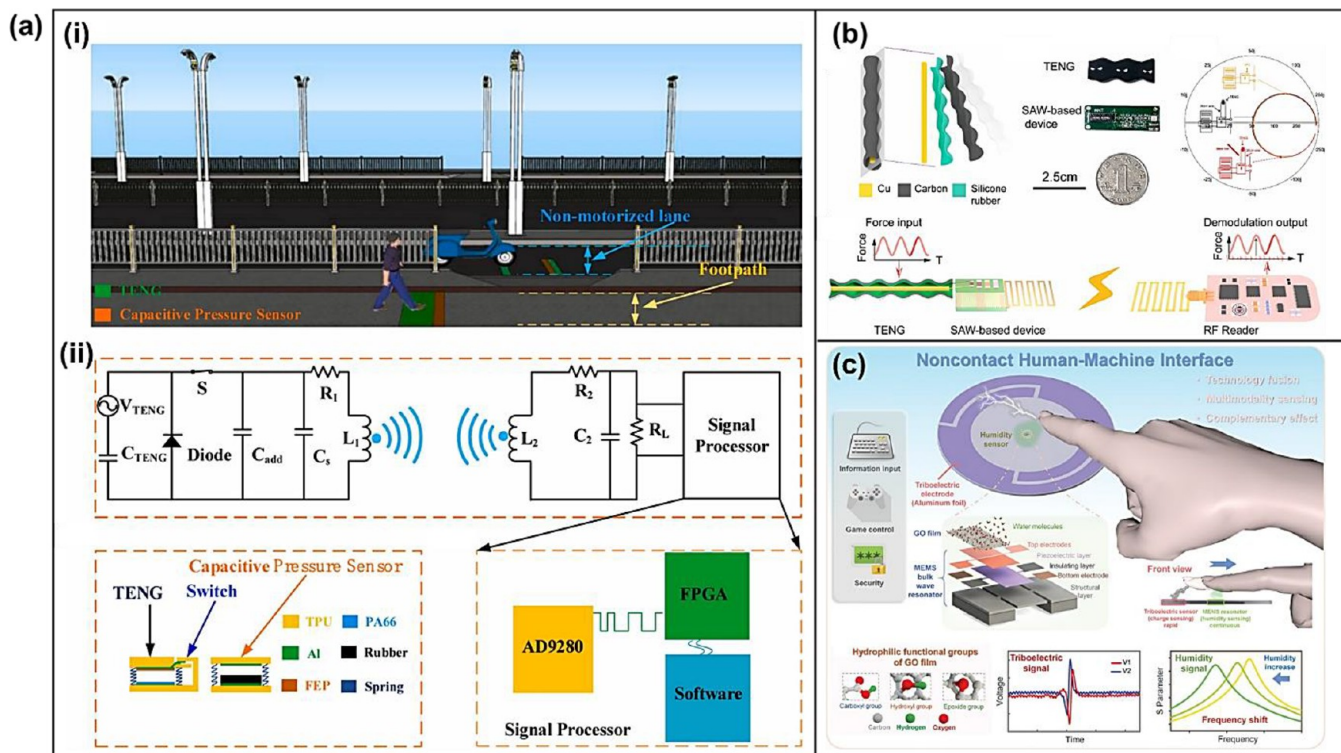 (a)
(i)
Non-motorized lane
Footpath
TENG
Capacitive Pressure Sensor
(ii)
S
R1
R2
VTENG
CTENG
Diode
Cadd
Cs
L1
L2
C2
RL
Signal
Processor
Capacitive Pressure Sensor
TENG
Switch
TPU
PA66
Al
Rubber
FEP
Spring
AD9280
FPGA
Software
Signal Processor
(b)
TENG
SAW-based
device
2.5cm
Cu
Carbon
Silicone
rubber
Force input
Force
T
Demodulation output
Force
T
TENG
SAW-based device
RF Reader
(c)
Noncontact Human-Machine Interface
• Technology fusion
• Multimodality sensing
• Complementary effect
Humidity
sensor
Information input
Game control
Security
Triboelectric
electrode
(Aluminum foil)
GO film
Water molecules
Top electrodes
Piezoelectric layer
Insulating layer
Bottom electrode
Structural
layer
MEMS
bulk
wave
resonator
Front view
Triboelectric sensor
(charge sensing)
rapid
MEMS resonator
(humidity sensing)
continuous
Hydrophilic functional groups
of GO film
Carboxyl group
Hydroxyl group
Epoxide group
Carbon
Hydrogen
Oxygen
Triboelectric
signal
V1
V2
Voltage
Time
Humidity
signal
Humidity
increase
Frequency shift
S Parameter
Frequency